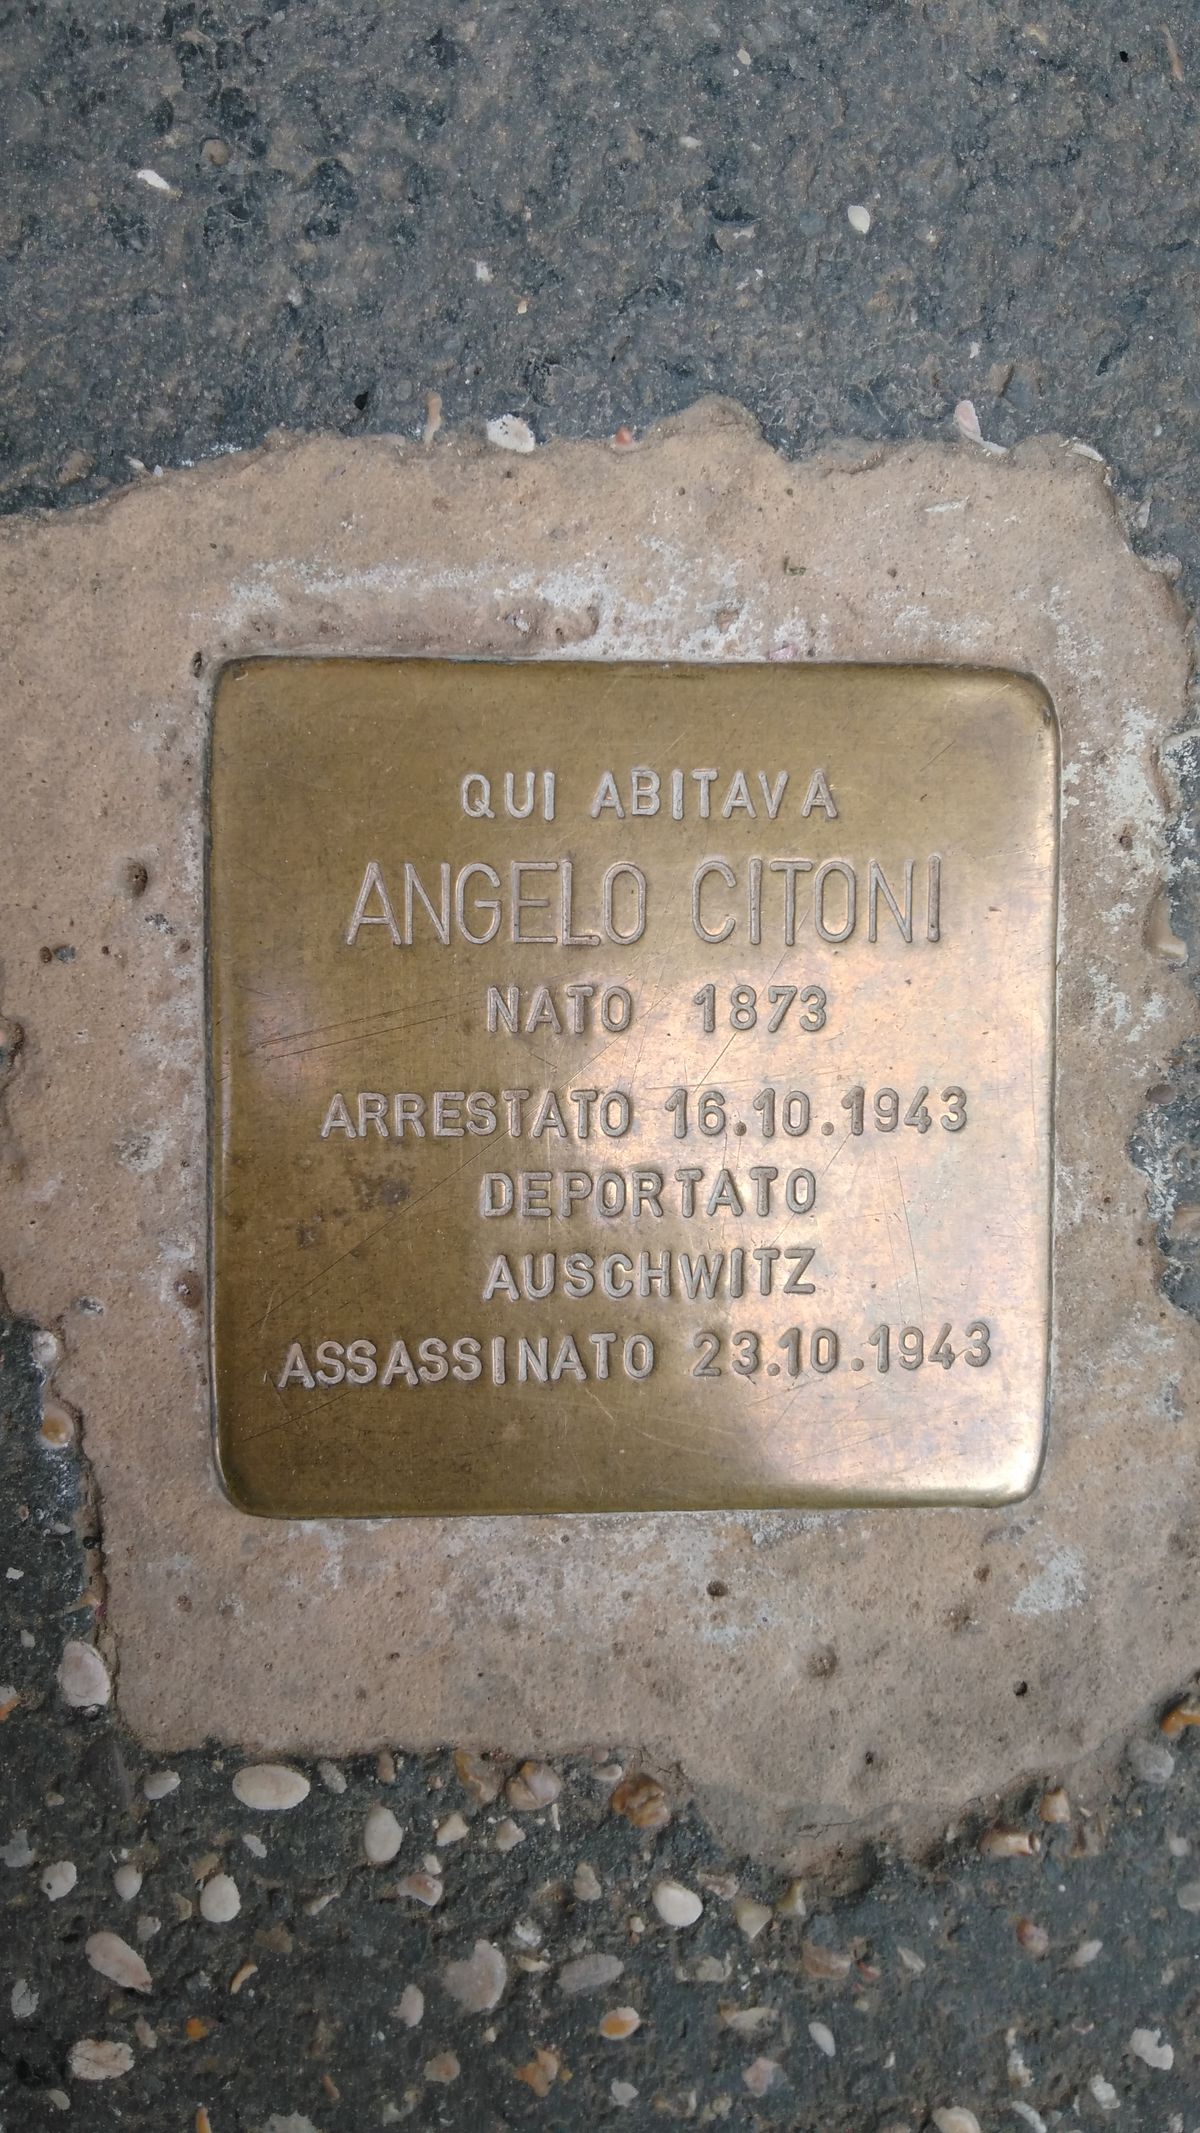 QUI ABITAVA
ANGELO CITONI
NATO 1873
ARRESTATO 16.10.1943
DEPORTATO
AUSCHWITZ
ASSASSINATO 23.10.1943